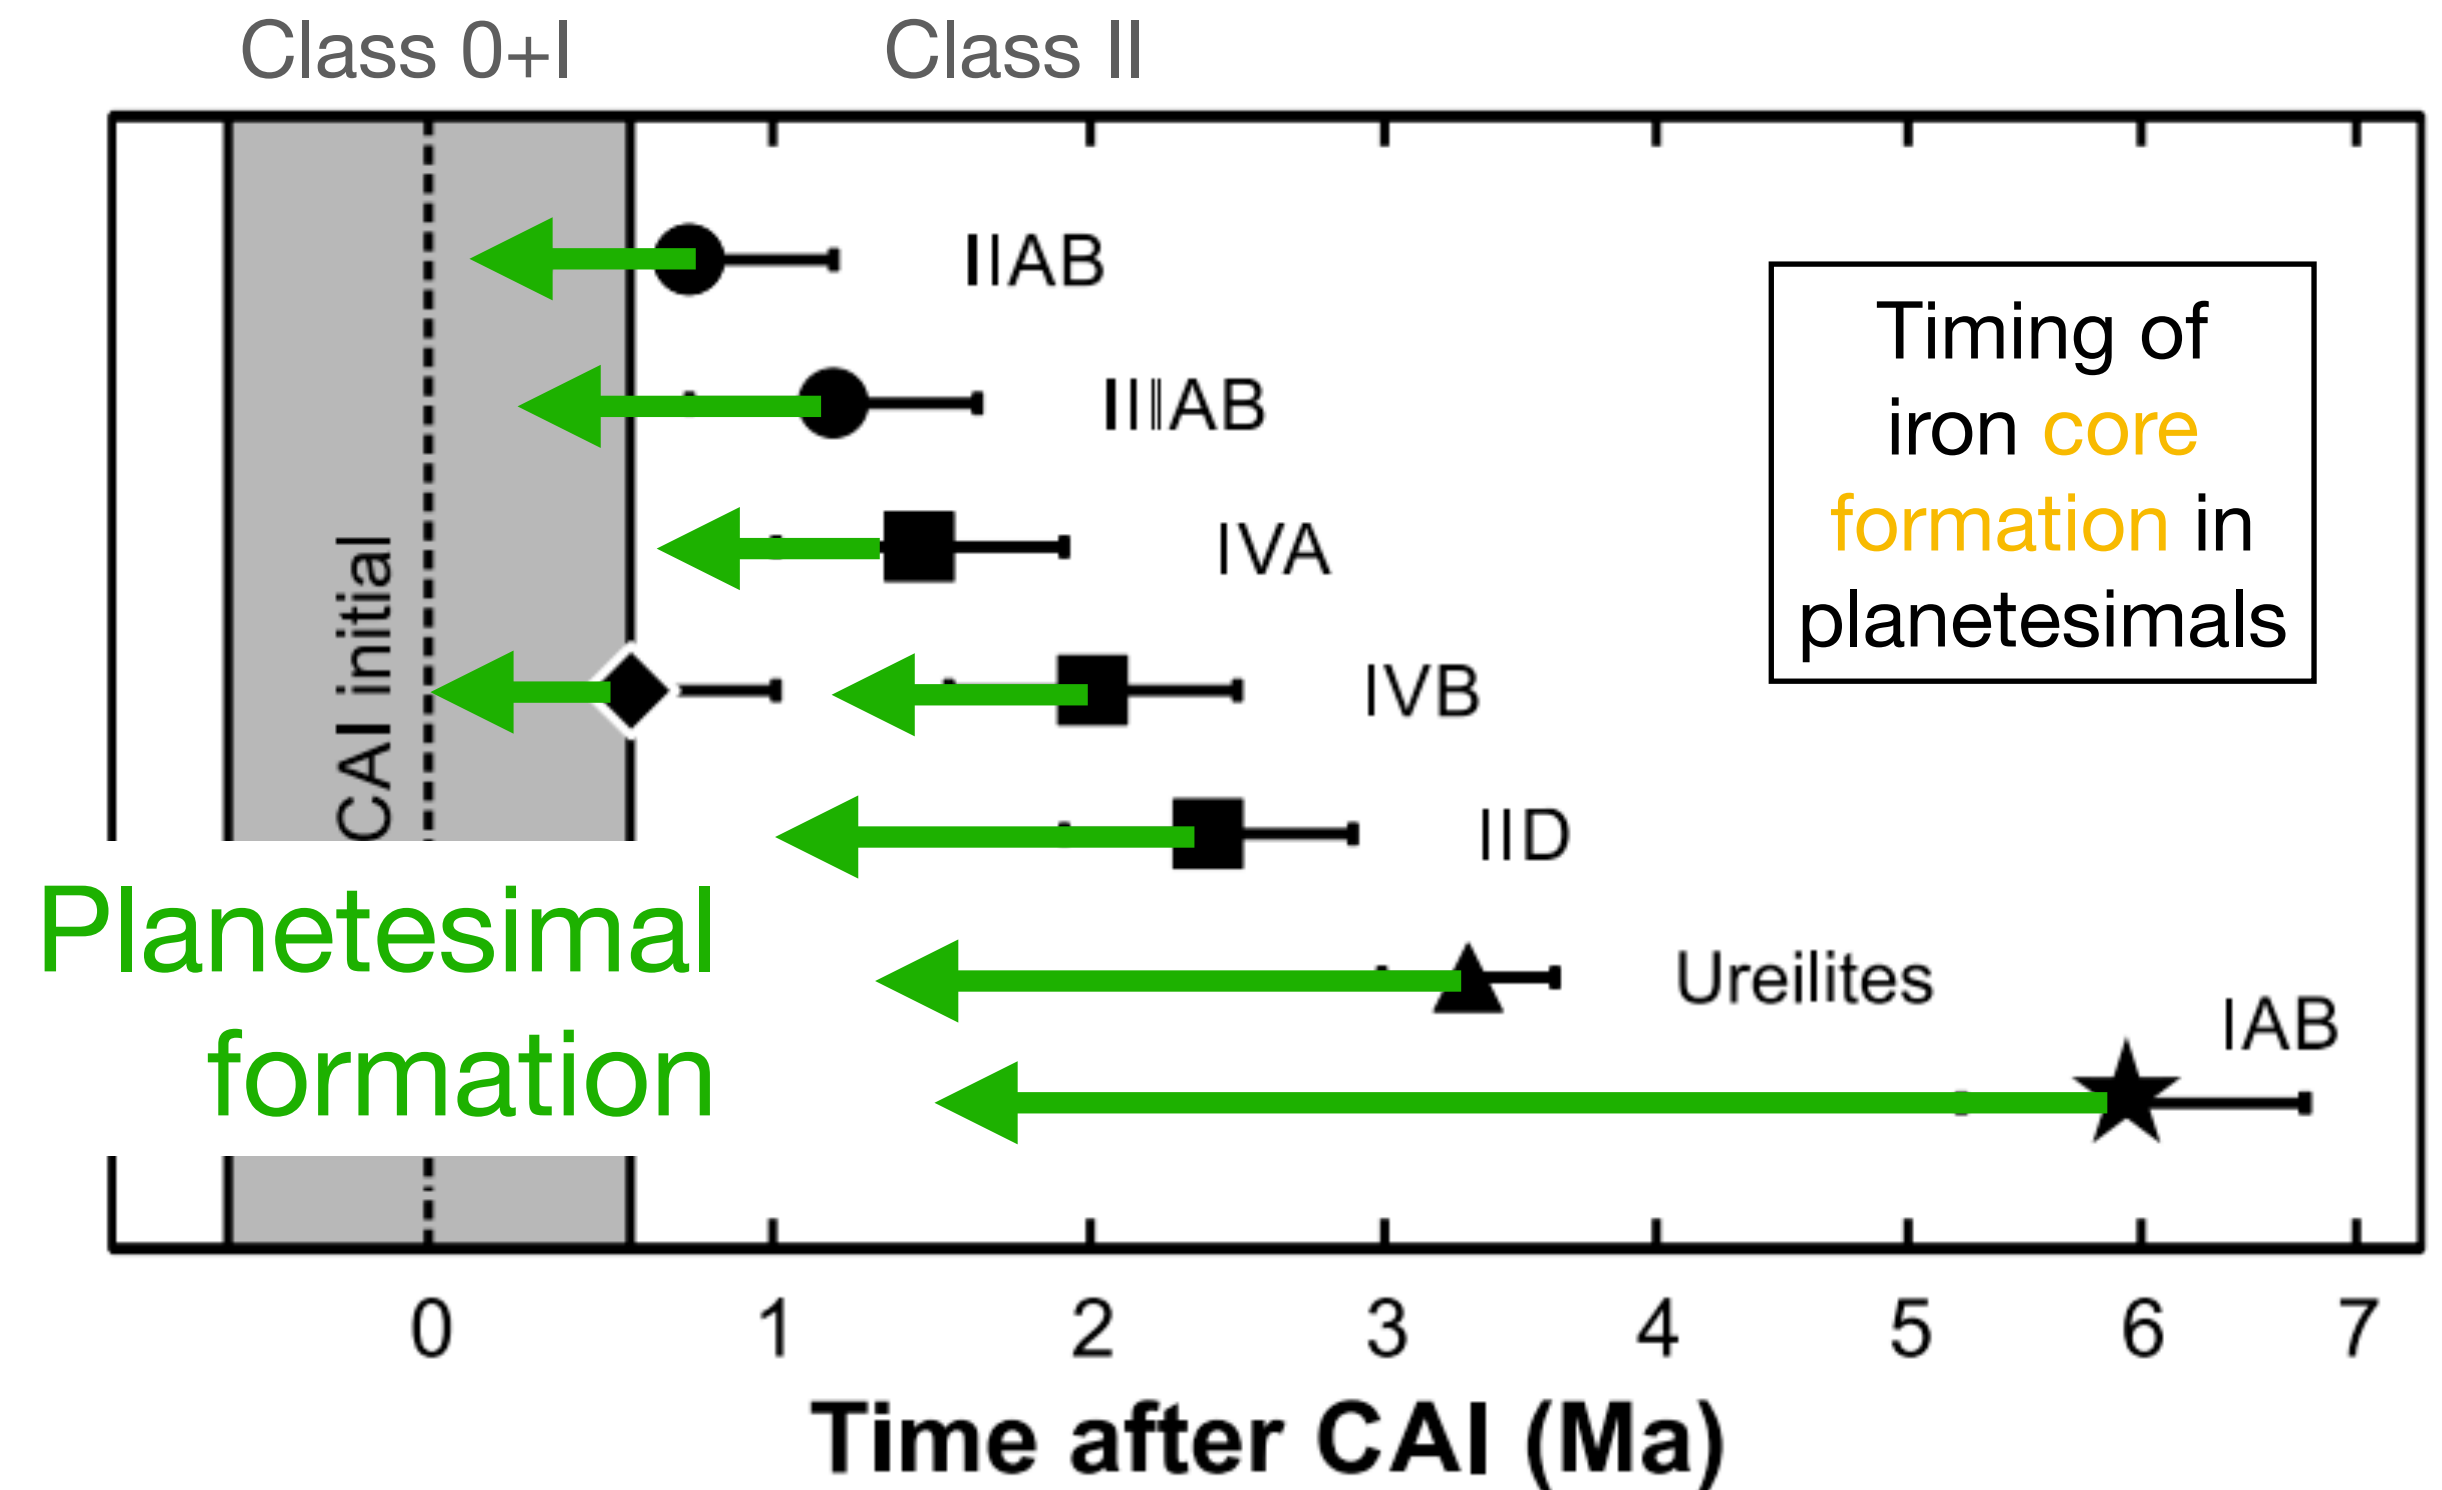 Class 0+I
Class II
IIAB
IIIAB
IVA
IVB
IID
Ureilites
IAB
CAI initial
Timing of
iron core
formation in
planetesimals
Planetesimal
formation
0 1 2 3 4 5 6 7
Time after CAI (Ma)